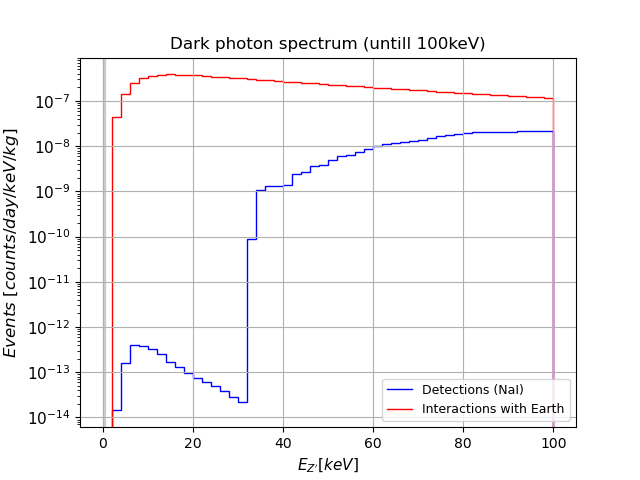 Dark photon spectrum (untill 100keV)
Events [counts/day/keV/kg]
10⁻⁷
10⁻⁸
10⁻⁹
10⁻¹⁰
10⁻¹¹
10⁻¹²
10⁻¹³
10⁻¹⁴
Detections (NaI)
Interactions with Earth
0 20 40 60 80 100
E_{Z'}[keV]